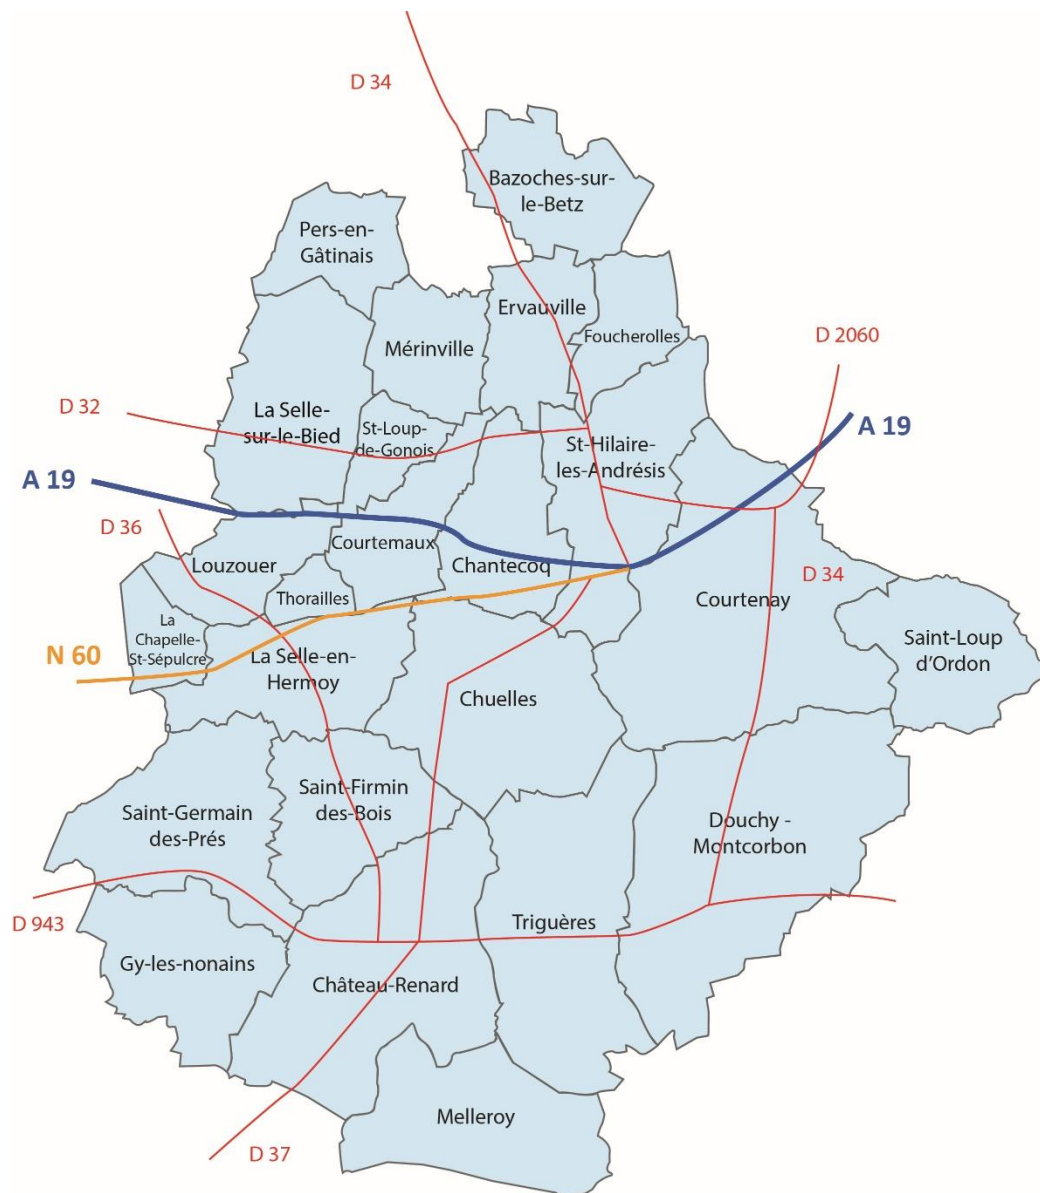 D 34
Bazoches-sur-
le-Betz
Pers-en-
Gâtinais
Ervauville
Foucherolles
D 2060
Mérinville
D 32
La Selle-
sur-le-Bied
St-Loup-
de-Gonois
St-Hilaire-
les-Andrésis
A 19
A 19
D 36
Courtemaux
Louzouer
Chantecoq
D 34
Thorailles
Courtenay
La
Chapelle-
St-Sépulcre
N 60
La Selle-en-
Hermoy
Saint-Loup
d'Ordon
Chuelles
Saint-Firmin
des-Bois
Saint-Germain
des-Prés
Douchy -
Montcorbon
D 943
Triguères
Gy-les-nonains
Château-Renard
Melleroy
D 37